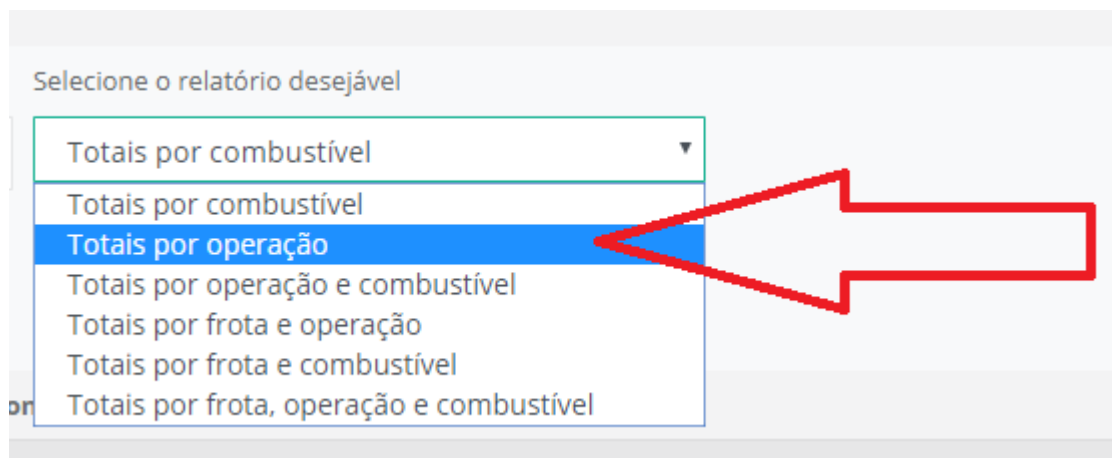 Selecione o relatório desejável
Totais por combustível
Totais por combustível
Totais por operação
Totais por operação e combustível
Totais por frota e operação
Totais por frota e combustível
Totais por frota, operação e combustível